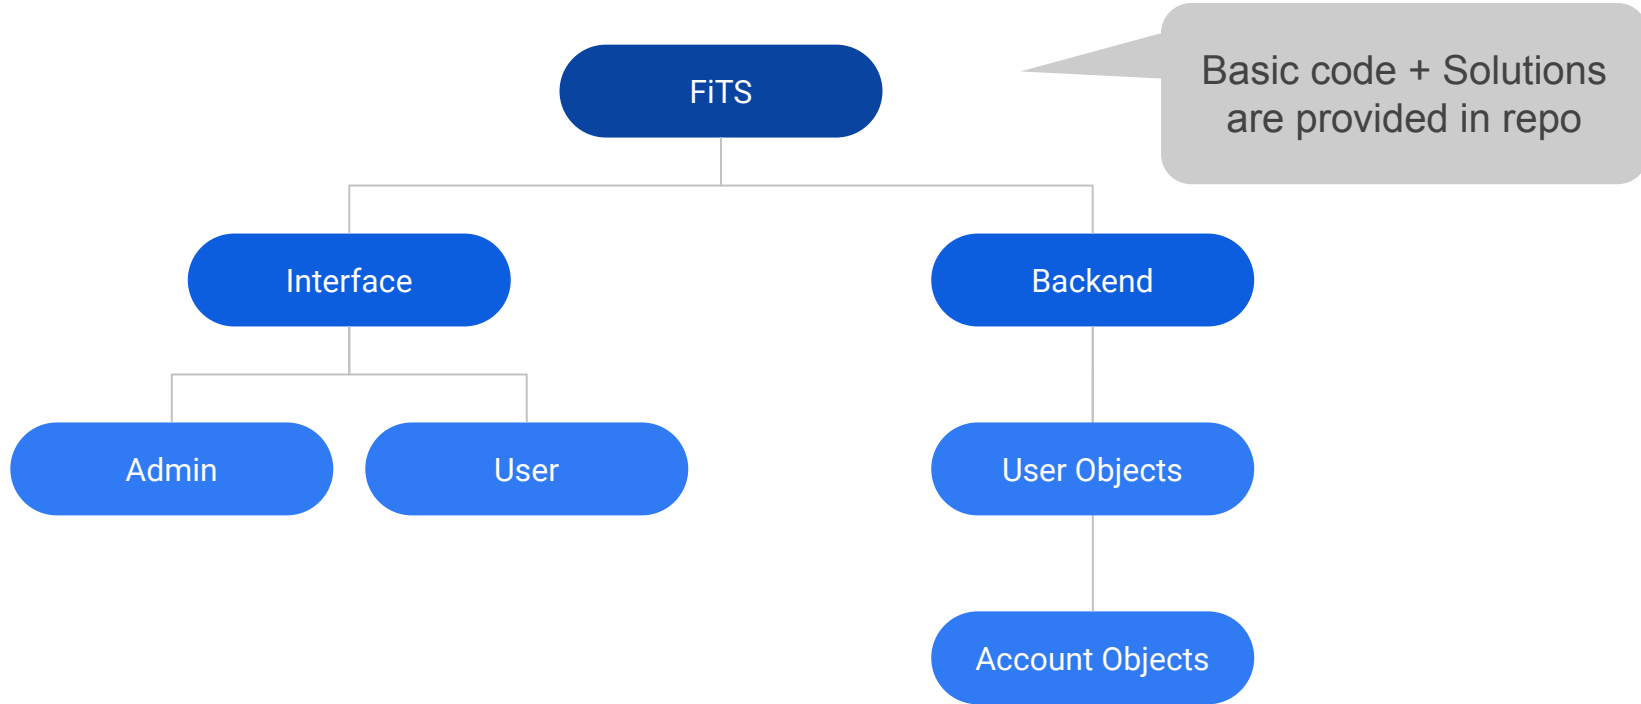 FiTS
Basic code + Solutions
are provided in repo
Interface
Backend
Admin
User
User Objects
Account Objects